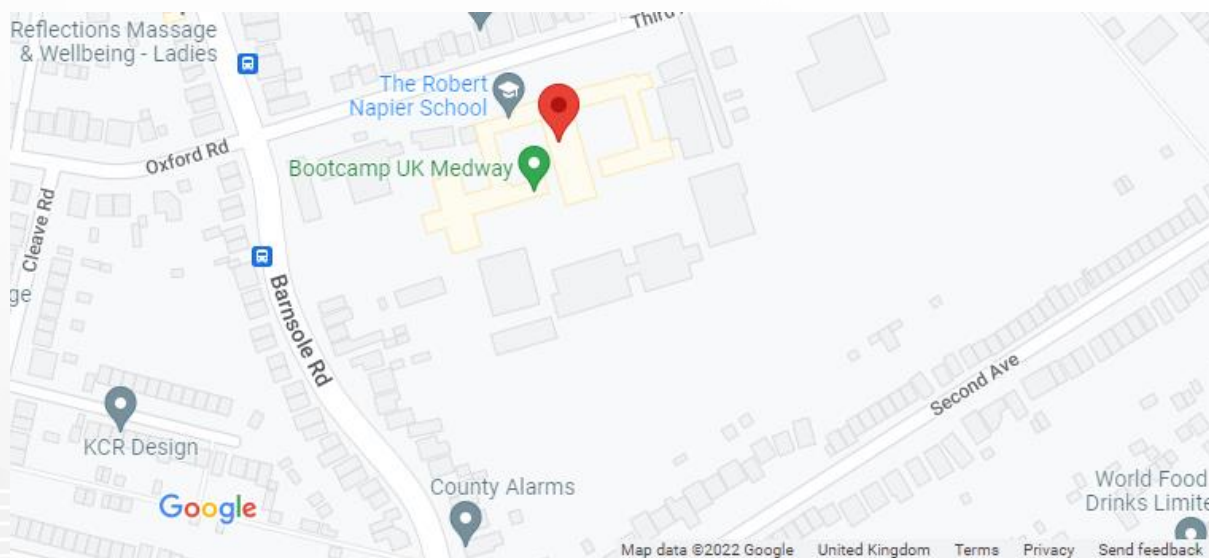 Reflections Massage
& Wellbeing - Ladies
Third
The Robert
Napier School
Oxford Rd
Bootcamp UK Medway
Cleave Rd
ge
Barnsole Rd
Second Ave
KCR Design
County Alarms
World Food
Drinks Limite
Google
Map data ©2022 Google United Kingdom Terms Privacy Send feedback